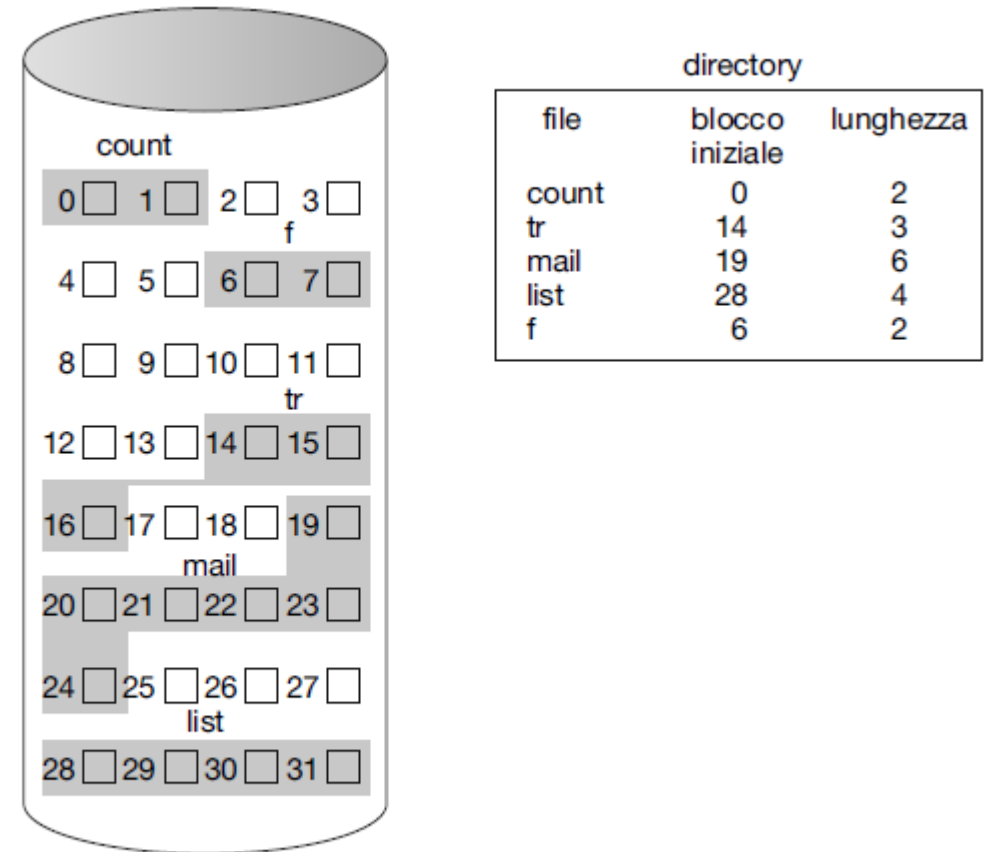 count
0 1 2 3
f
4 5 6 7
8 9 10 11
tr
12 13 14 15
16 17 18 19
mail
20 21 22 23
24 25 26 27
list
28 29 30 31
directory
file blocco iniziale lunghezza
count 0 2
tr 14 3
mail 19 6
list 28 4
f 6 2